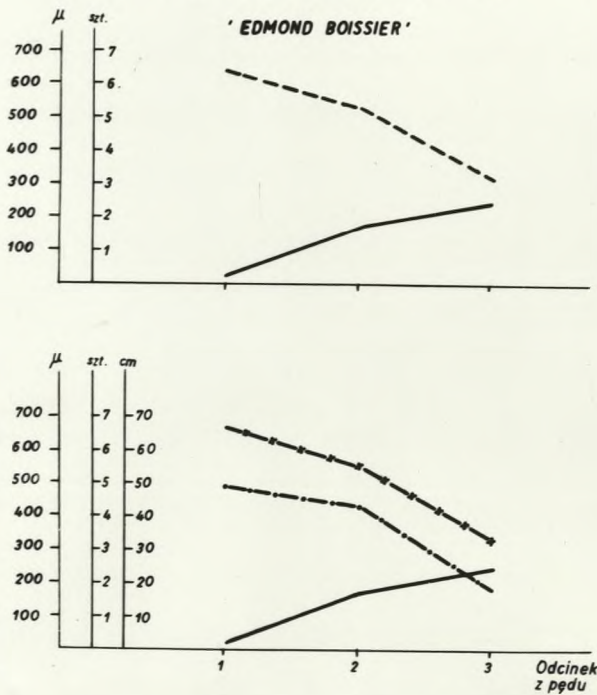 μ szt.
'EDMOND BOISSIER'
700 7
600 6
500 5
400 4
300 3
200 2
100 1
1 2 3
μ szt. cm
700 7 70
600 6 60
500 5 50
400 4 40
300 3 30
200 2 20
100 1 10
1 2 3 Odcinek
z pędu